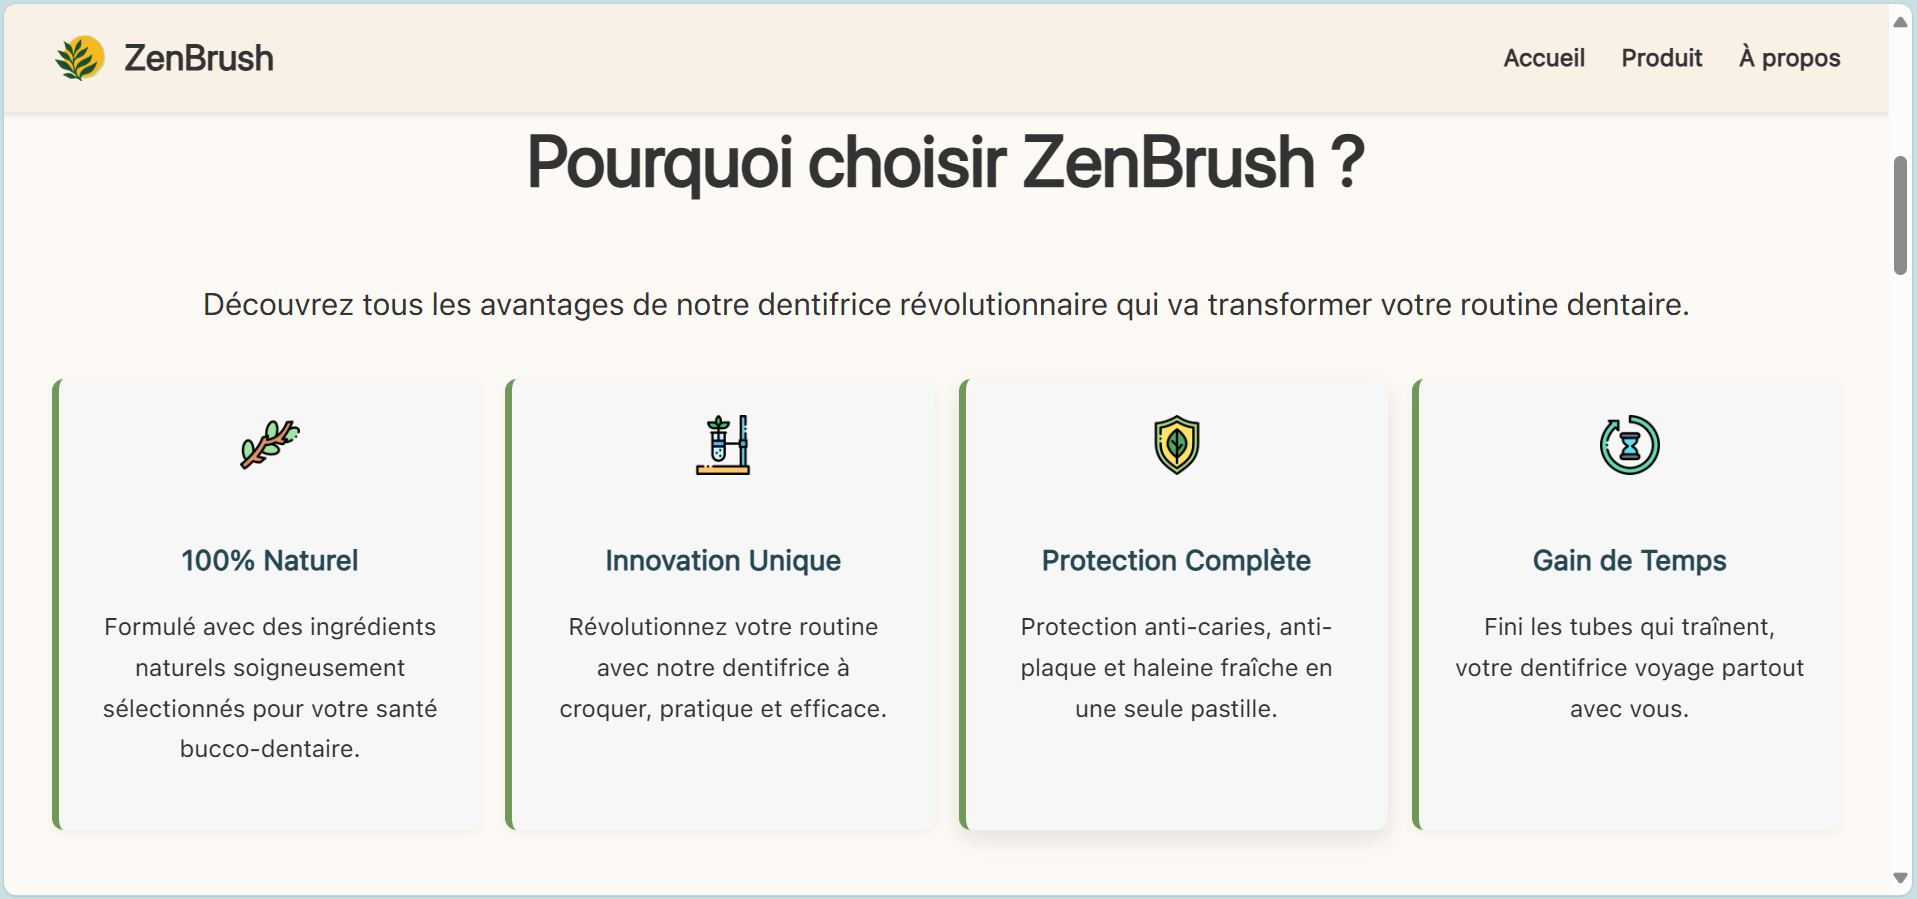 ZenBrush
Accueil
Produit
À propos
Pourquoi choisir ZenBrush ?
Découvrez tous les avantages de notre dentifrice révolutionnaire qui va transformer votre routine dentaire.
100% Naturel
Formulé avec des ingrédients
naturels soigneusement
sélectionnés pour votre santé
bucco-dentaire.
Innovation Unique
Révolutionnez votre routine
avec notre dentifrice à
croquer, pratique et efficace.
Protection Complète
Protection anti-caries, anti-
plaque et haleine fraîche en
une seule pastille.
Gain de Temps
Fini les tubes qui traînent,
votre dentifrice voyage partout
avec vous.